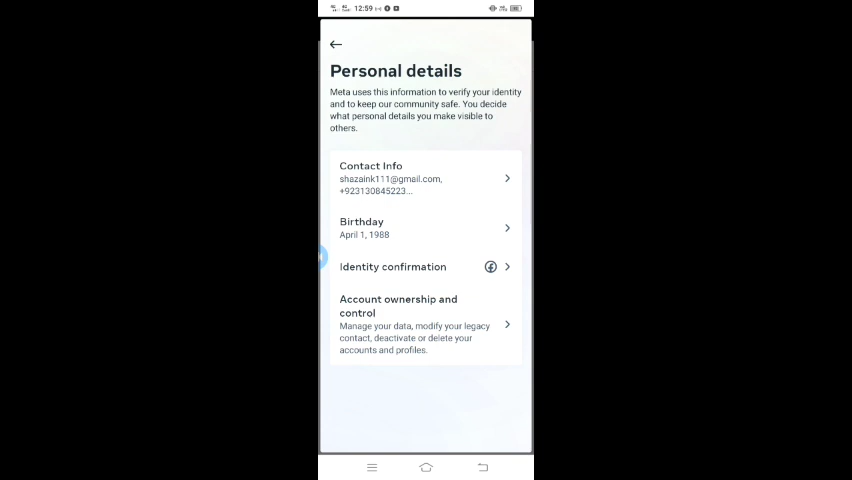 12:59
Personal details
Meta uses this information to verify your identity
and to keep our community safe. You decide
what personal details you make visible to
others.
Contact Info
shazaink111@gmail.com,
+923130845223...
Birthday
April 1, 1988
Identity confirmation
Account ownership and
control
Manage your data, modify your legacy
contact, deactivate or delete your
accounts and profiles.